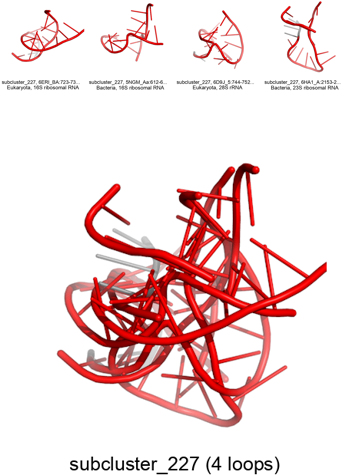 subcluster_227, 6ERI_BA:723-73...
Eukaryota, 16S ribosomal RNA
subcluster_227, 5NGM_Aa:612-6...
Bacteria, 16S ribosomal RNA
subcluster_227, 6D9J_5:744-752...
Eukaryota, 28S rRNA
subcluster_227, 6HA1_A:2153-2...
Bacteria, 23S ribosomal RNA
subcluster_227 (4 loops)